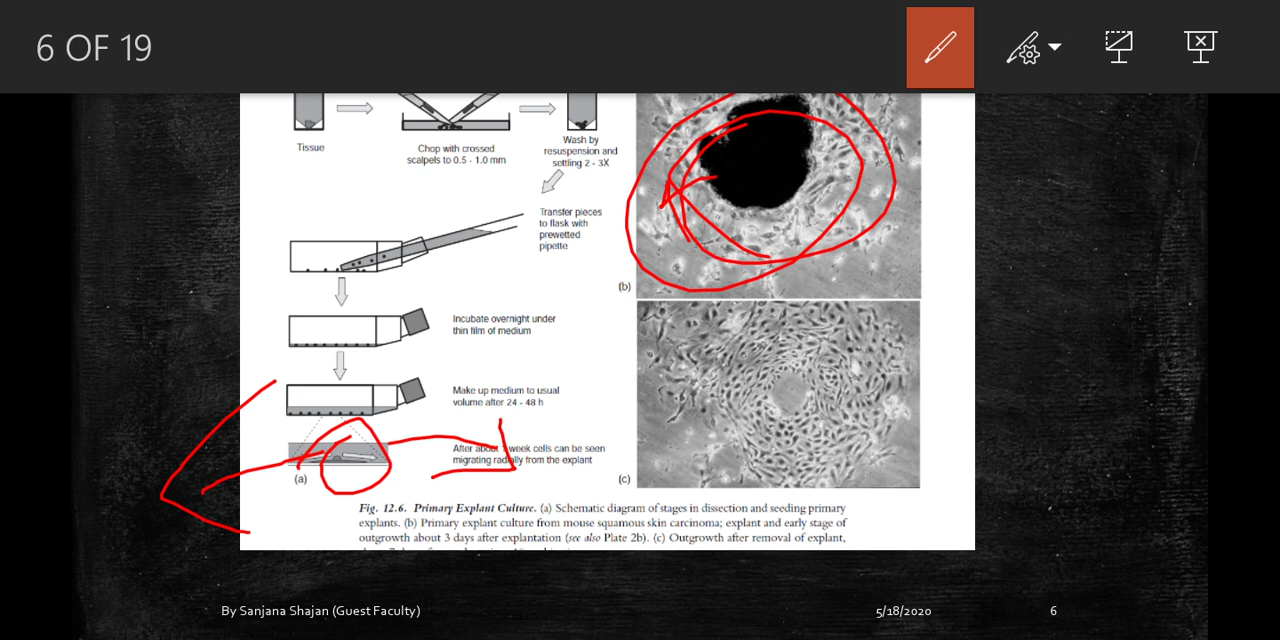 6 OF 19
Tissue
Chop with crossed
scalpels to 0.5 - 1.0 mm
Wash by
resuspension and
settling 2 - 3X
Transfer pieces
to flask with
prewetted
pipette
(b)
Incubate overnight under
thin film of medium
Make up medium to usual
volume after 24 - 48 h
After about 1 week cells can be seen
migrating radially from the explant
(a)
(c)
Fig. 12.6. Primary Explant Culture. (a) Schematic diagram of stages in dissection and seeding primary
explants. (b) Primary explant culture from mouse squamous skin carcinoma; explant and early stage of
outgrowth about 3 days after explantation (see also Plate 2b). (c) Outgrowth after removal of explant,
By Sanjana Shajan (Guest Faculty)
5/18/2020
6